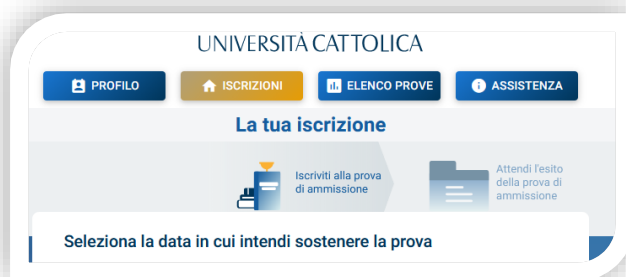 UNIVERSITÀ CATTOLICA
PROFILO
ISCRIZIONI
ELENCO PROVE
ASSISTENZA
La tua iscrizione
Iscriviti alla prova
di ammissione
Attendi l'esito
della prova di
ammissione
Seleziona la data in cui intendi sostenere la prova